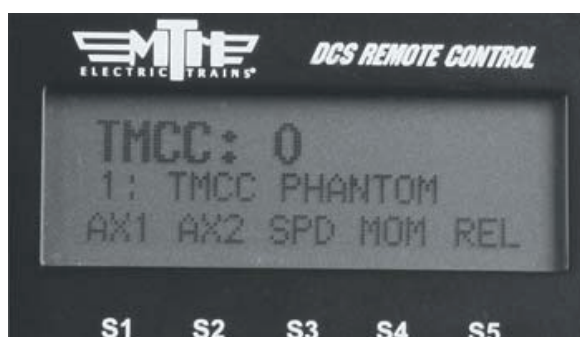 MTH
ELECTRIC TRAINS®
DCS REMOTE CONTROL
TMCC: 0
1: TMCC PHANTOM
AX1 AX2 SPD MOM REL
S1 S2 S3 S4 S5